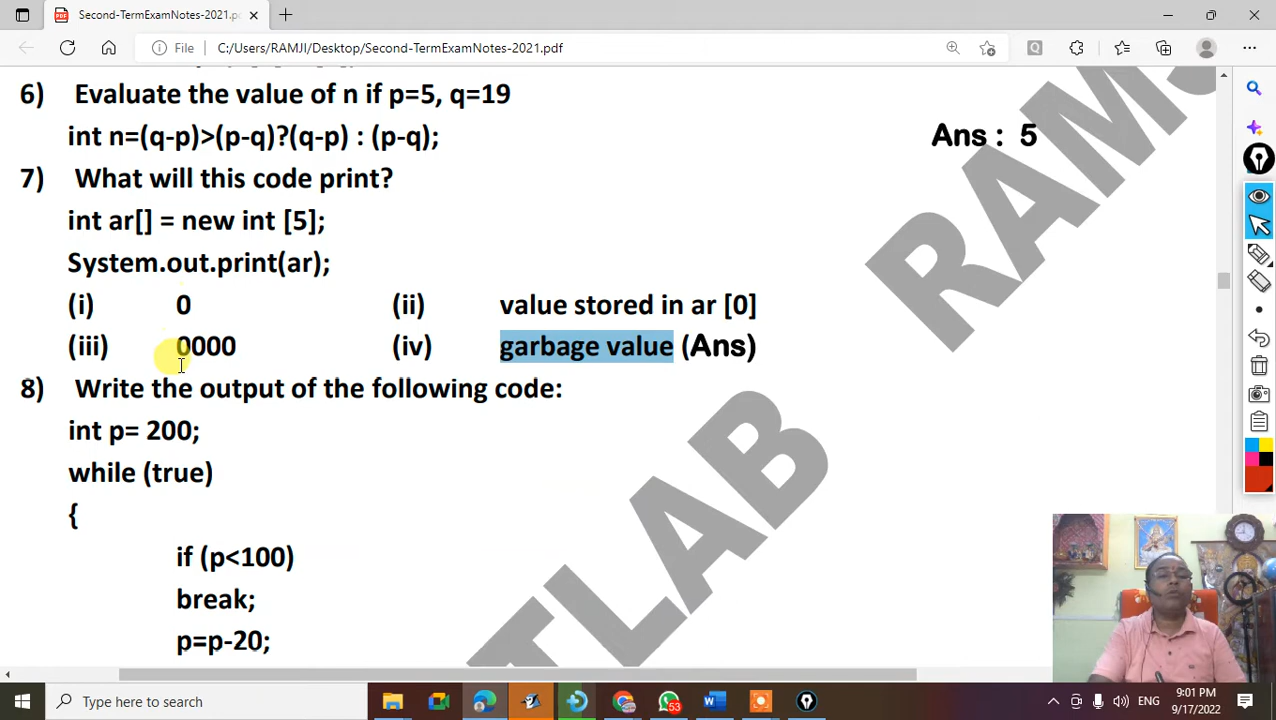 Second-TermExamNotes-2021.p
File
C:/Users/RAMJI/Desktop/Second-TermExamNotes-2021.pdf
6) Evaluate the value of n if p=5, q=19
int n=(q-p)>(p-q)?(q-p) : (p-q);
Ans : 5
7) What will this code print?
int ar[] = new int [5];
System.out.print(ar);
(i) 0 (ii) value stored in ar [0]
(iii) 0000 (iv) garbage value (Ans)
8) Write the output of the following code:
int p= 200;
while (true)
{
if (p<100)
break;
p=p-20;
Type here to search
53
ENG
9:01 PM
9/17/2022